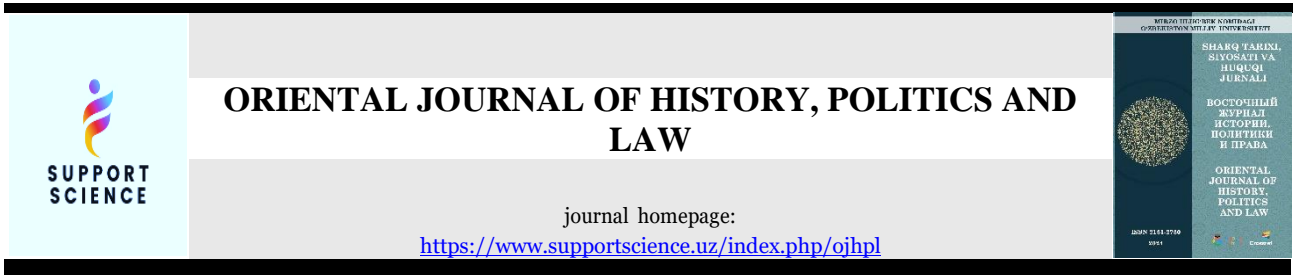 SUPPORT
SCIENCE
ORIENTAL JOURNAL OF HISTORY, POLITICS AND
LAW
journal homepage:
https://www.supportscience.uz/index.php/ojhpl
MIRZO ULUG‘BEK NOMIDAGI
O‘ZBEKISTON MILLIY UNIVERSITETI
SHARQ TARIXI,
SIYOSATI VA
HUQUQI
JURNALI
ВОСТОЧНЫЙ
ЖУРНАЛ
ИСТОРИИ,
ПОЛИТИКИ
И ПРАВА
ORIENTAL
JOURNAL OF
HISTORY,
POLITICS
AND LAW
2021
Crossref